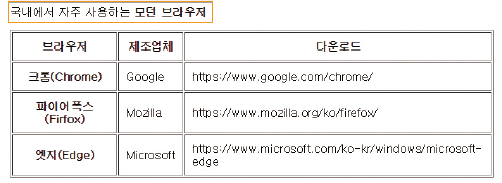 국내에서 자주 사용하는 모던 브라우저
브라우저 제조업체 다운로드
크롬(Chrome) Google https://www.google.com/chrome/
파이어폭스
(Firfox) Mozilla https://www.mozilla.org/ko/firefox/
엣지(Edge) Microsoft https://www.microsoft.com/ko-kr/windows/microsoft-
edge